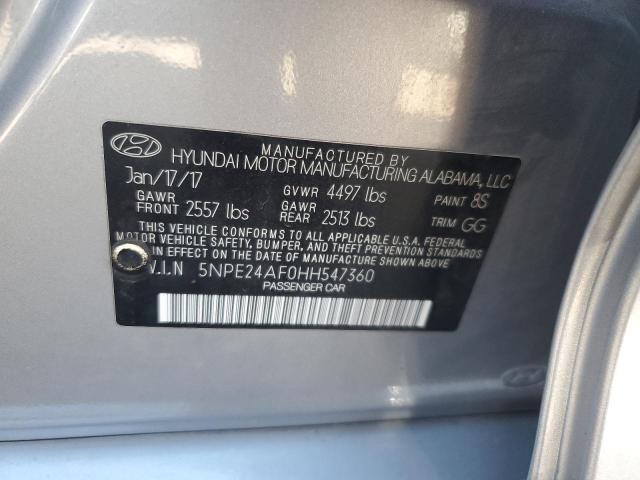 MANUFACTURED BY
HYUNDAI MOTOR MANUFACTURING ALABAMA, LLC
Jan/17/17 GVWR 4497 lbs PAINT 8S
GAWR FRONT 2557 lbs GAWR REAR 2513 lbs TRIM GG
THIS VEHICLE CONFORMS TO ALL APPLICABLE U.S.A. FEDERAL
MOTOR VEHICLE SAFETY, BUMPER, AND THEFT PREVENTION STANDARDS
IN EFFECT ON THE DATE OF MANUFACTURE SHOWN ABOVE.
V.I.N 5NPE24AF0HH547360
PASSENGER CAR